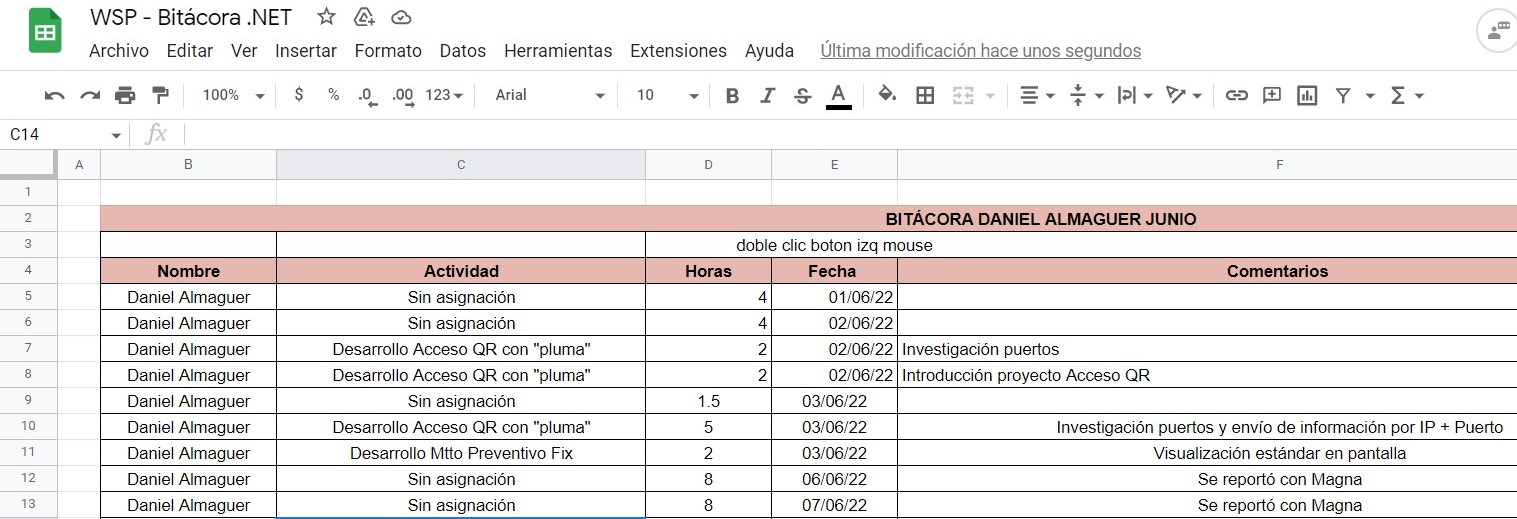 WSP - Bitácora .NET
Archivo Editar Ver Insertar Formato Datos Herramientas Extensiones Ayuda Última modificación hace unos segundos
100% $ % .0 .00 123 Arial 10 B I S A Σ
C14 fx
A B C D E F
1
2 BITÁCORA DANIEL ALMAGUER JUNIO
3 doble clic boton izq mouse
4 Nombre Actividad Horas Fecha Comentarios
5 Daniel Almaguer Sin asignación 4 01/06/22
6 Daniel Almaguer Sin asignación 4 02/06/22
7 Daniel Almaguer Desarrollo Acceso QR con "pluma" 2 02/06/22 Investigación puertos
8 Daniel Almaguer Desarrollo Acceso QR con "pluma" 2 02/06/22 Introducción proyecto Acceso QR
9 Daniel Almaguer Sin asignación 1.5 03/06/22
10 Daniel Almaguer Desarrollo Acceso QR con "pluma" 5 03/06/22 Investigación puertos y envío de información por IP + Puerto
11 Daniel Almaguer Desarrollo Mtto Preventivo Fix 2 03/06/22 Visualización estándar en pantalla
12 Daniel Almaguer Sin asignación 8 06/06/22 Se reportó con Magna
13 Daniel Almaguer Sin asignación 8 07/06/22 Se reportó con Magna